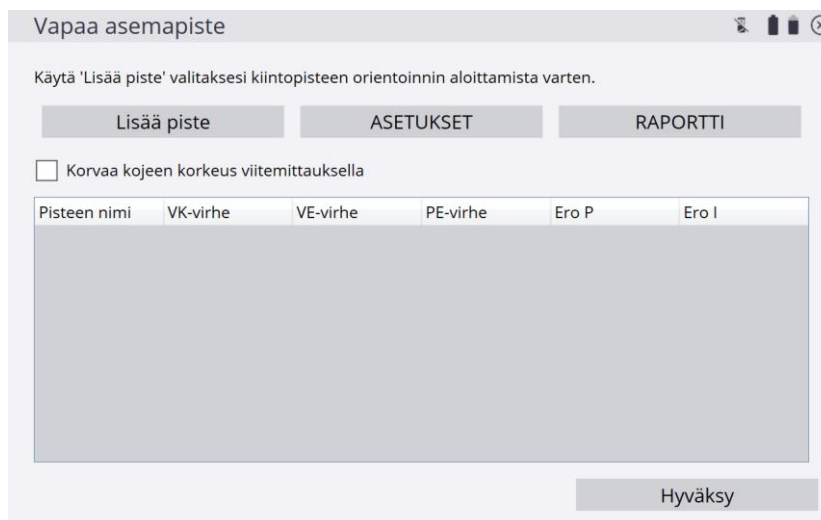 Vapaa asemapiste
Käytä 'Lisää piste' valitaksesi kiintopisteen orientoinnin aloittamista varten.
Lisää piste ASETUKSET RAPORTTI
Korvaa kojeen korkeus viitemittauksella
Pisteen nimi VK-virhe VE-virhe PE-virhe Ero P Ero I
Hyväksy